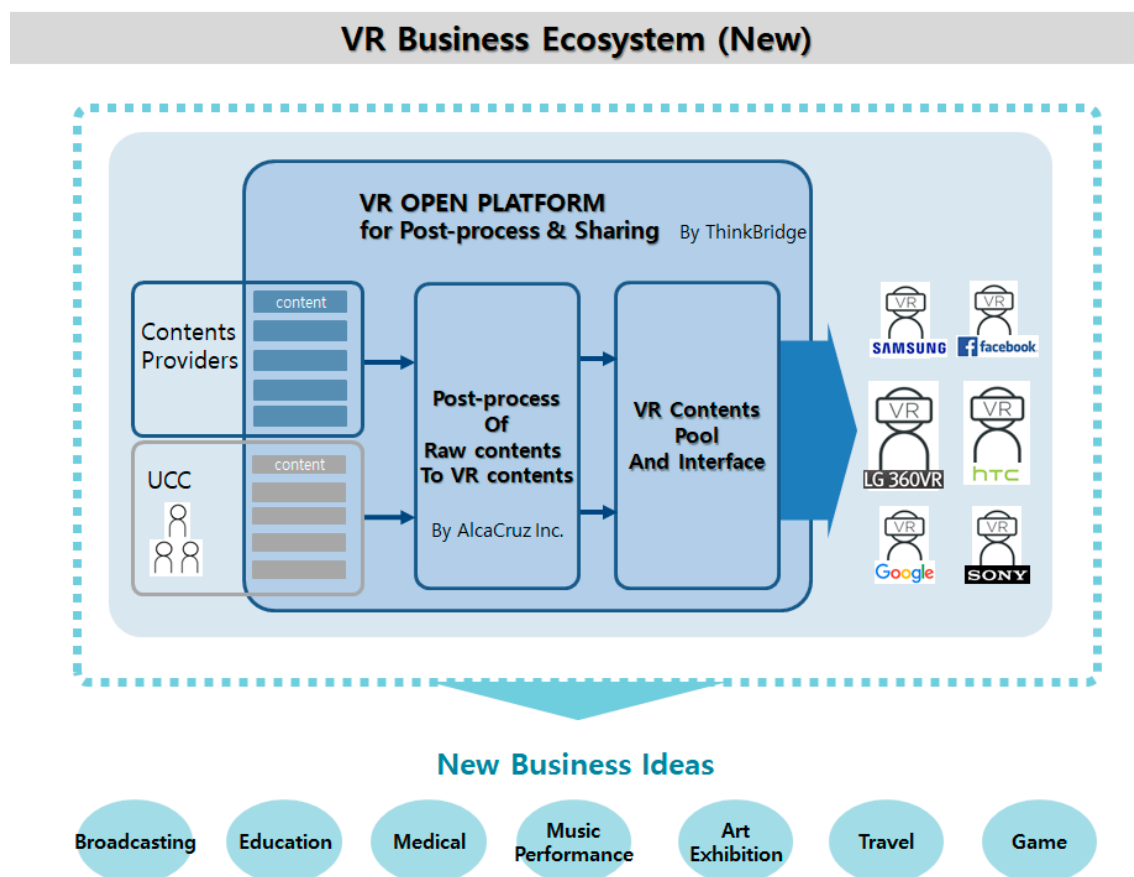 VR Business Ecosystem (New)
VR OPEN PLATFORM
for Post-process & Sharing By ThinkBridge
Contents
Providers
content
UCC
content
Post-process
Of
Raw contents
To VR contents
By AlcaCruz Inc.
VR Contents
Pool
And Interface
VR
SAMSUNG
VR
f facebook.
VR
LG 360VR
VR
hTC
VR
Google
VR
SONY
New Business Ideas
Broadcasting
Education
Medical
Music
Performance
Art
Exhibition
Travel
Game